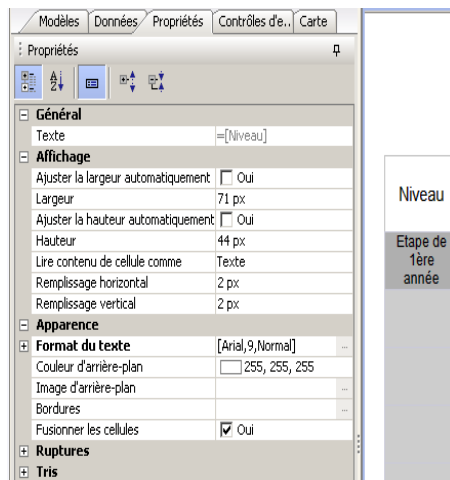 Modèles Données Propriétés Contrôles d'e.. Carte
Propriétés
Général
Texte =[Niveau]
Affichage
Ajuster la largeur automatiquement Oui
Largeur 71 px
Ajuster la hauteur automatiquement Oui
Hauteur 44 px
Lire contenu de cellule comme Texte
Remplissage horizontal 2 px
Remplissage vertical 2 px
Apparence
Format du texte [Arial,9,Normal] ...
Couleur d'arrière-plan 255, 255, 255
Image d'arrière-plan ...
Bordures ...
Fusionner les cellules Oui
Ruptures
Tris
Niveau
Etape de
1ère
année